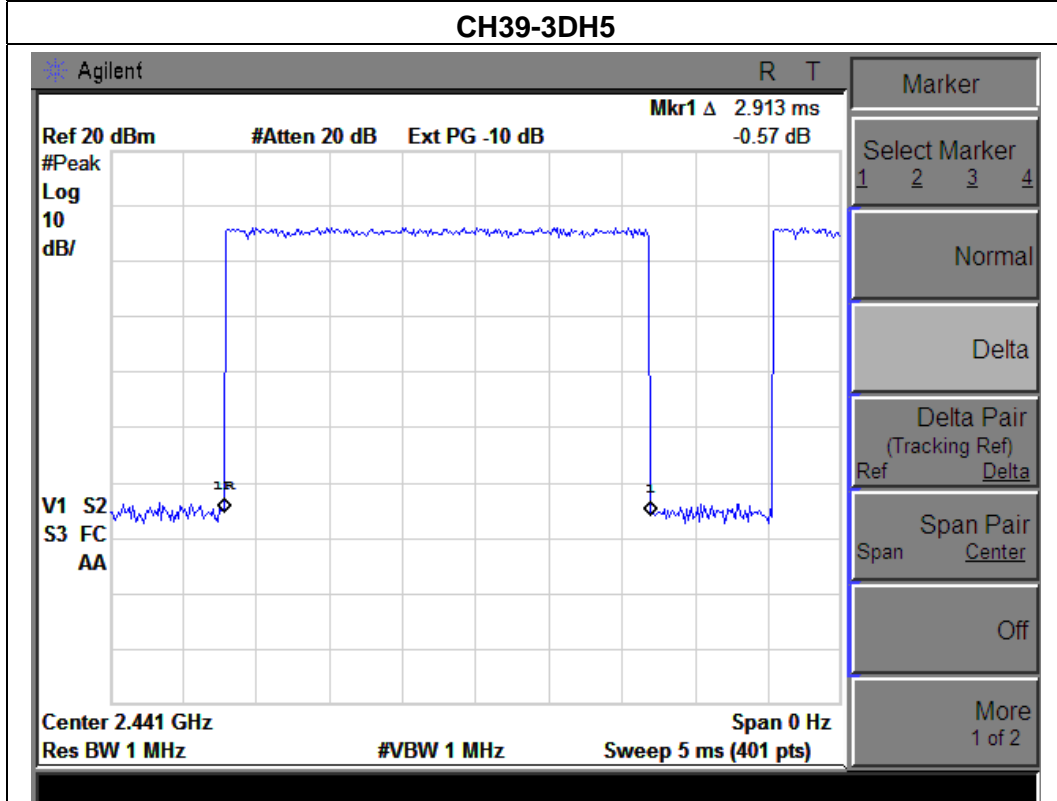 CH39-3DH5
Agilent R T
Mkr1 Δ 2.913 ms
Ref 20 dBm #Atten 20 dB Ext PG -10 dB -0.57 dB
#Peak
Log
10
dB/
1R
1
V1 S2
S3 FC
AA
Center 2.441 GHz Span 0 Hz
Res BW 1 MHz #VBW 1 MHz Sweep 5 ms (401 pts)
Marker
Select Marker
1 2 3 4
Normal
Delta
Delta Pair
(Tracking Ref)
Ref Delta
Span Pair
Span Center
Off
More
1 of 2